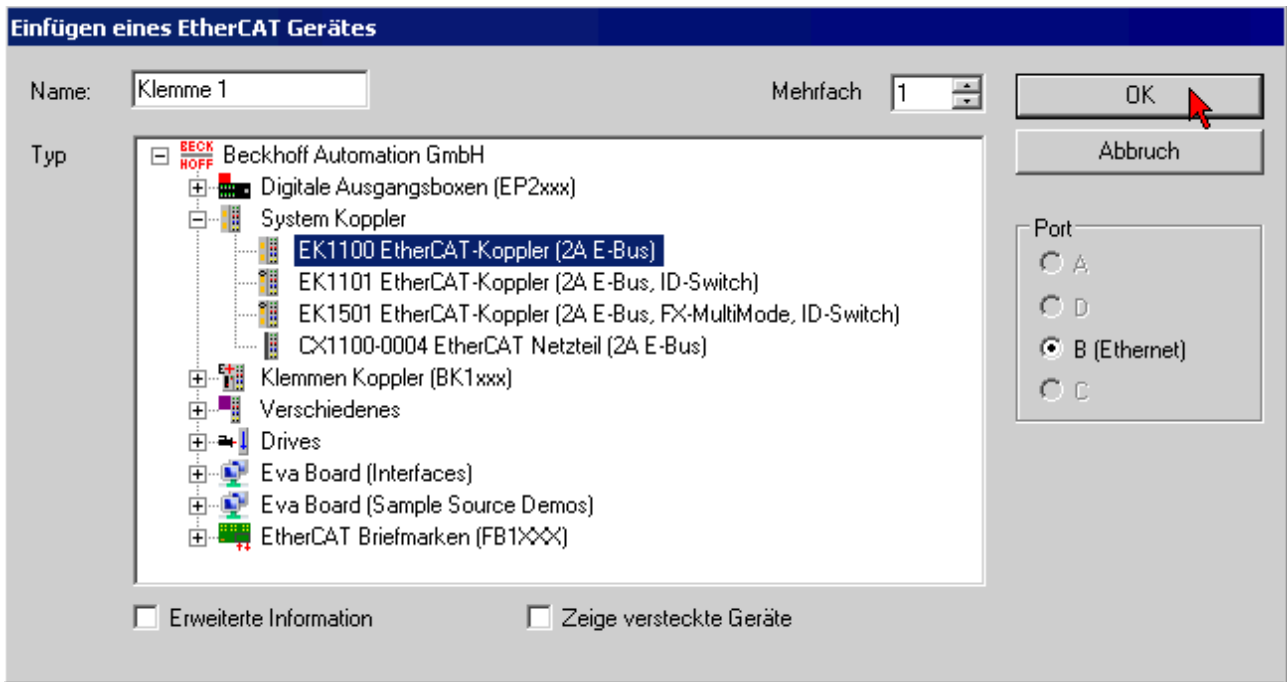 Einfügen eines EtherCAT Gerätes
Name: Klemme 1 Mehrfach 1 OK
Abbruch
Typ
BECK HOFF Beckhoff Automation GmbH
Digitale Ausgangsboxen (EP2xxx)
System Koppler
EK1100 EtherCAT-Koppler (2A E-Bus)
EK1101 EtherCAT-Koppler (2A E-Bus, ID-Switch)
EK1501 EtherCAT-Koppler (2A E-Bus, FX-MultiMode, ID-Switch)
CX1100-0004 EtherCAT Netzteil (2A E-Bus)
Klemmen Koppler (BK1xxx)
Verschiedenes
Drives
Eva Board (Interfaces)
Eva Board (Sample Source Demos)
EtherCAT Briefmarken (FB1XXX)
Port
A
D
B (Ethernet)
C
Erweiterte Information Zeige versteckte Geräte